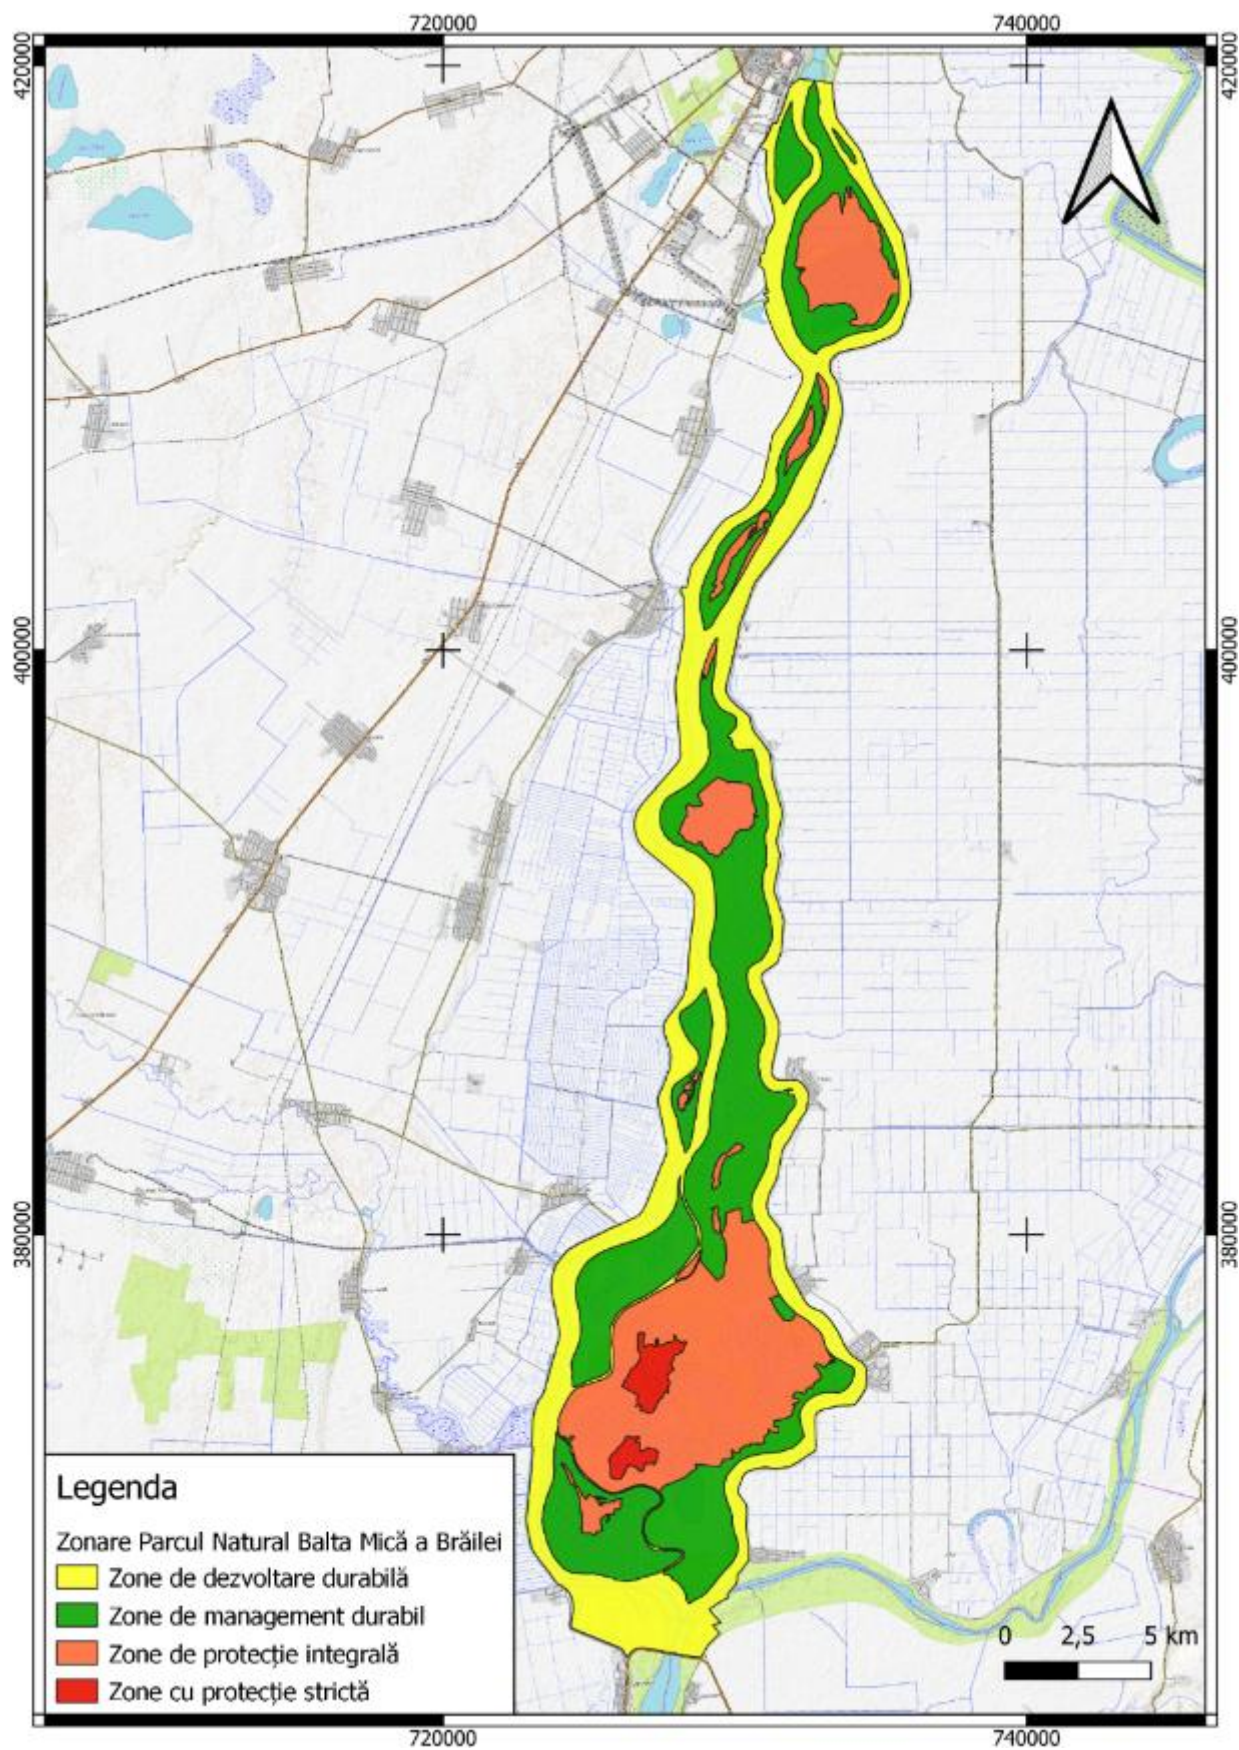 720000
740000
420000
420000
400000
400000
380000
380000
Legenda
Zonare Parcul Natural Balta Mică a Brăilei
Zone de dezvoltare durabilă
Zone de management durabil
Zone de protecție integrală
Zone cu protecție strictă
0 2,5 5 km
720000
740000